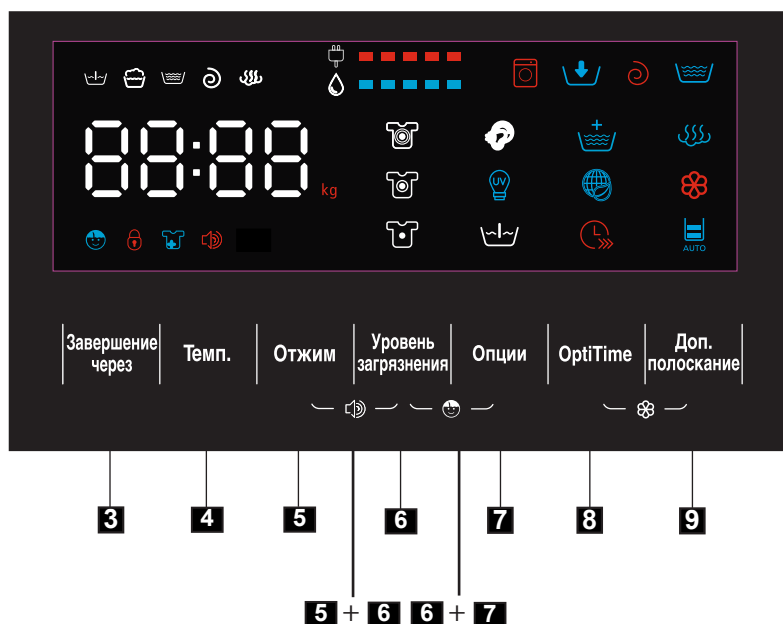 88:88
kg
UV
AUTO
Завершение через
Темп.
Отжим
Уровень загрязнения
Опции
OptiTime
Доп. полоскание
3
4
5
6
7
8
9
5 + 6
6 + 7